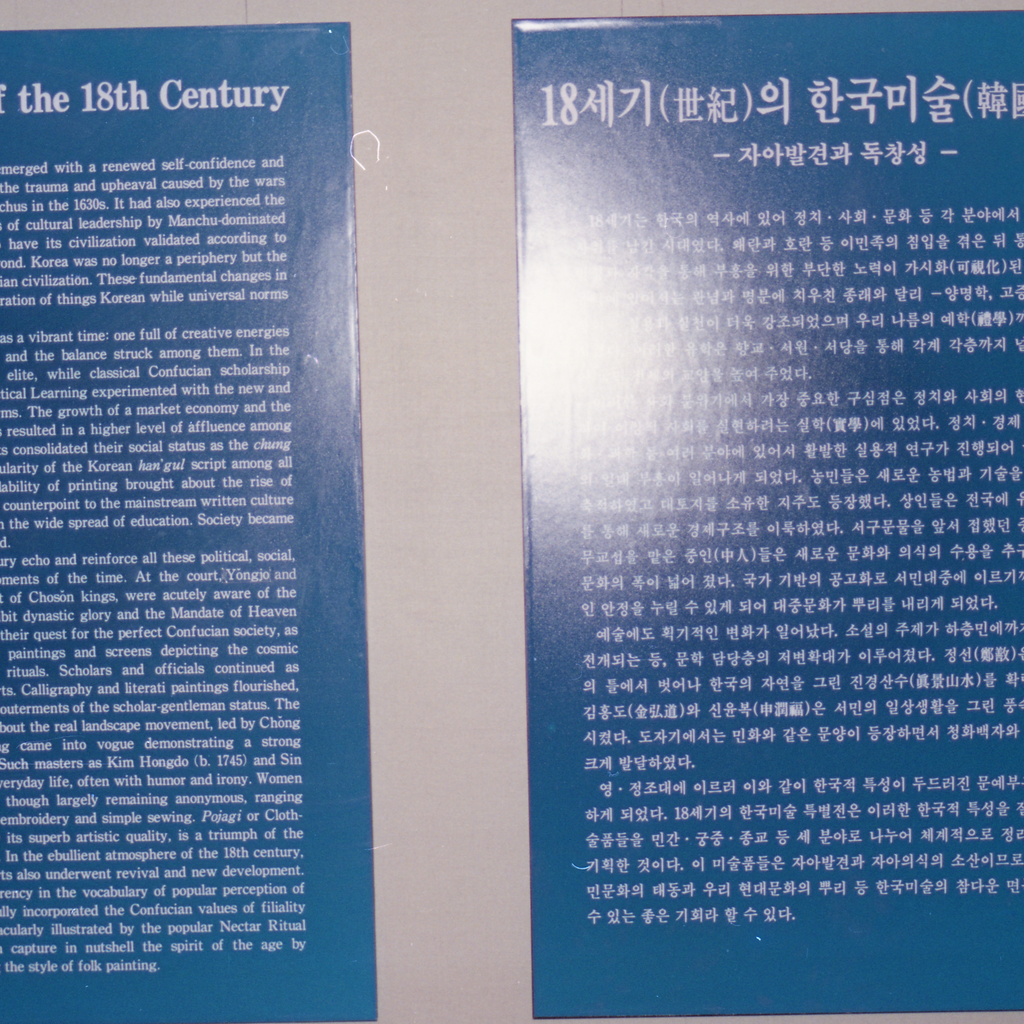 the 18th Century
emerged with a renewed self-confidence and
the trauma and upheaval caused by the wars
chus in the 1630s. It had also experienced the
of cultural leadership by Manchu-dominated
have its civilization validated according to
ond. Korea was no longer a periphery but the
ian civilization. These fundamental changes in
ration of things Korean while universal norms
as a vibrant time: one full of creative energies
and the balance struck among them. In the
elite, while classical Confucian scholarship
tical Learning experimented with the new and
ms. The growth of a market economy and the
resulted in a higher level of affluence among
consolidated their social status as the chung
ularity of the Korean han'gul script among all
lability of printing brought about the rise of
counterpoint to the mainstream written culture
the wide spread of education. Society became
d.
ury echo and reinforce all these political, social,
pments of the time. At the court, Yŏngjo and
of Chosŏn kings, were acutely aware of the
bit dynastic glory and the Mandate of Heaven
their quest for the perfect Confucian society, as
paintings and screens depicting the cosmic
rituals. Scholars and officials continued as
rts. Calligraphy and literati paintings flourished,
outerments of the scholar-gentleman status. The
bout the real landscape movement, led by Chŏng
came into vogue demonstrating a strong
Such masters as Kim Hongdo (b. 1745) and Sin
veryday life, often with humor and irony. Women
though largely remaining anonymous, ranging
embroidery and simple sewing. Pojagi or Cloth-
its superb artistic quality, is a triumph of the
In the ebullient atmosphere of the 18th century,
rts also underwent revival and new development.
rency in the vocabulary of popular perception of
lly incorporated the Confucian values of filiality
acularly illustrated by the popular Nectar Ritual
capture in nutshell the spirit of the age by
the style of folk painting.
18세기(世紀)의 한국미술(韓國
– 자아발견과 독창성 –
18세기는 한국의 역사에 있어 정치·사회·문화 등 각 분야에서
남긴 시대였다. 왜란과 호란 등 이민족의 침입을 겪은 뒤
통해 부흥을 위한 부단한 노력이 가시화(可視化)된
관념과 명분에 치우친 종래와 달리 –양명학, 고증
더욱 강조되었으며 우리 나름의 예학(禮學)까
유학은 향교·서원·서당을 통해 각계 각층까지 널
높여 주었다.
분위기에서 가장 중요한 구심점은 정치와 사회의 현
사회를 실현하려는 실학(實學)에 있었다. 정치·경제
여러 분야에 있어서 활발한 실용적 연구가 진행되어
일대 부흥이 일어나게 되었다. 농민들은 새로운 농법과 기술을
대토지를 소유한 지주도 등장했다. 상인들은 전국에
를 통해 새로운 경제구조를 이룩하였다. 서구문물을 앞서 접했던
무교섭을 맡은 중인(中人)들은 새로운 문화와 의식의 수용을 추구
문화의 폭이 넓어 졌다. 국가 기반의 공고화로 서민대중에 이르기까
인 안정을 누릴 수 있게 되어 대중문화가 뿌리를 내리게 되었다.
예술에도 획기적인 변화가 일어났다. 소설의 주제가 하층민에까지
전개되는 등, 문학 담당층의 저변확대가 이루어졌다. 정선(鄭敾)은
의 틀에서 벗어나 한국의 자연을 그린 진경산수(眞景山水)를 확립
김홍도(金弘道)와 신윤복(申潤福)은 서민의 일상생활을 그린 풍속
시켰다. 도자기에서는 민화와 같은 문양이 등장하면서 청화백자와
크게 발달하였다.
영·정조대에 이르러 이와 같이 한국적 특성이 두드러진 문예부흥
하게 되었다. 18세기의 한국미술 특별전은 이러한 한국적 특성을
술품들을 민간·궁중·종교 등 세 분야로 나누어 체계적으로 정리
기획한 것이다. 이 미술품들은 자아발견과 자아의식의 소산이므로
민문화의 태동과 우리 현대문화의 뿌리 등 한국미술의 참다운 면
수 있는 좋은 기회라 할 수 있다.